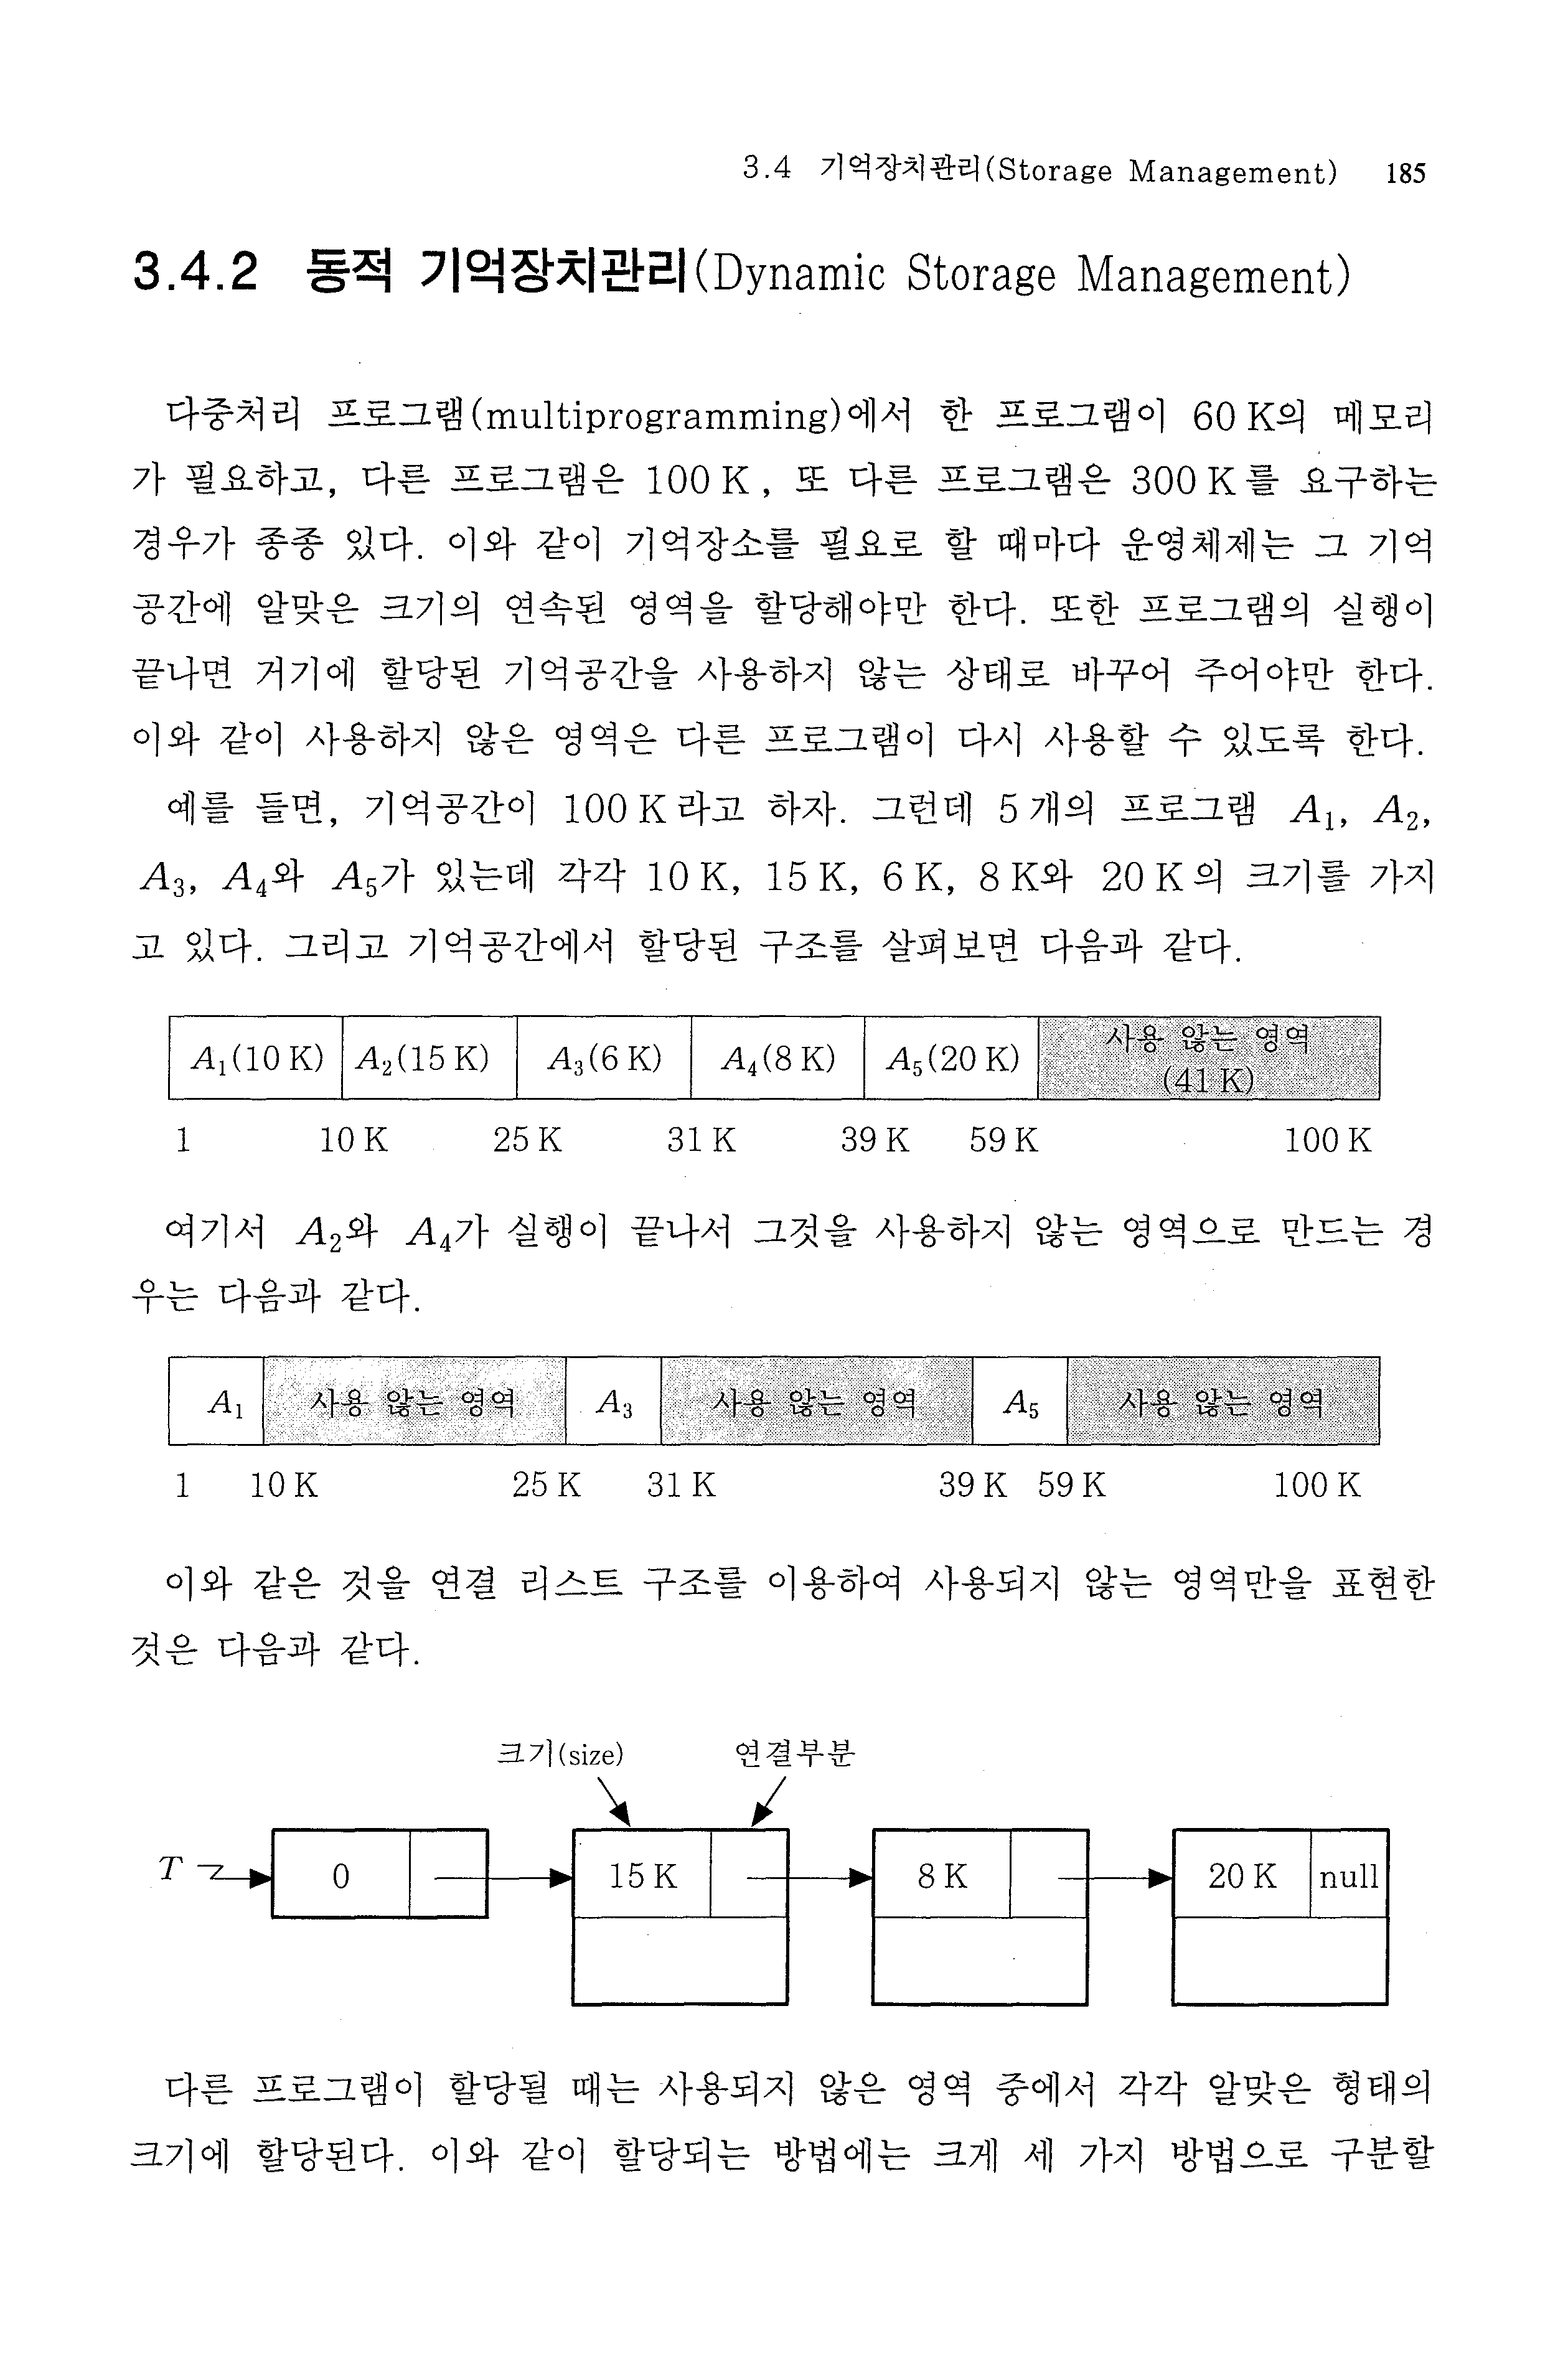 3.4 기억장치관리(Storage Management) 185
3.4.2 동적 기억장치관리(Dynamic Storage Management)
다중처리 프로그램(multiprogramming)에서 한 프로그램이 60 K의 메모리
가 필요하고, 다른 프로그램은 100 K, 또 다른 프로그램은 300 K를 요구하는
경우가 종종 있다. 이와 같이 기억장소를 필요로 할 때마다 운영체제는 그 기억
공간에 알맞은 크기의 연속된 영역을 할당해야만 한다. 또한 프로그램의 실행이
끝나면 거기에 할당된 기억공간을 사용하지 않는 상태로 바꾸어 주어야만 한다.
이와 같이 사용하지 않은 영역은 다른 프로그램이 다시 사용할 수 있도록 한다.
예를 들면, 기억공간이 100 K라고 하자. 그런데 5개의 프로그램 A₁, A₂,
A₃, A₄와 A₅가 있는데 각각 10 K, 15 K, 6 K, 8 K와 20 K의 크기를 가지
고 있다. 그리고 기억공간에서 할당된 구조를 살펴보면 다음과 같다.
A₁(10 K) A₂(15 K) A₃(6 K) A₄(8 K) A₅(20 K) 사용 않는 영역
(41 K)
1 10 K 25 K 31 K 39 K 59 K 100 K
여기서 A₂와 A₄가 실행이 끝나서 그것을 사용하지 않는 영역으로 만드는 경
우는 다음과 같다.
A₁ 사용 않는 영역 A₃ 사용 않는 영역 A₅ 사용 않는 영역
1 10 K 25 K 31 K 39 K 59 K 100 K
이와 같은 것을 연결 리스트 구조를 이용하여 사용되지 않는 영역만을 표현한
것은 다음과 같다.
크기(size) 연결부분
T 0 15 K 8 K 20 K null
다른 프로그램이 할당될 때는 사용되지 않은 영역 중에서 각각 알맞은 형태의
크기에 할당된다. 이와 같이 할당되는 방법에는 크게 세 가지 방법으로 구분할